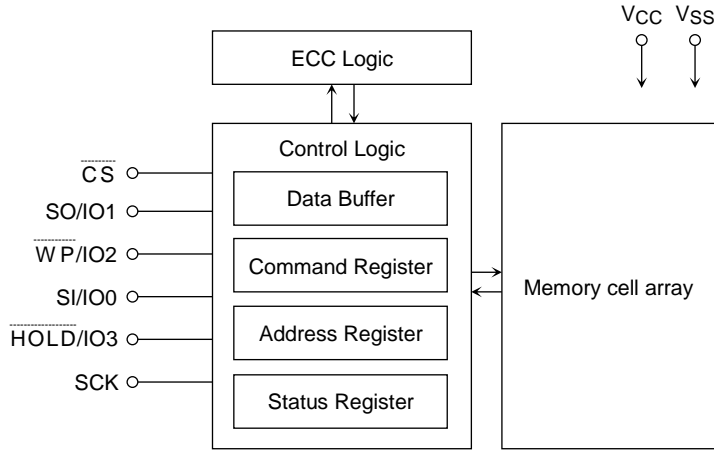 VCC VSS
ECC Logic
Control Logic
CS
Data Buffer
SO/IO1
WP/IO2
Command Register
Memory cell array
SI/IO0
HOLD/IO3
Address Register
SCK
Status Register